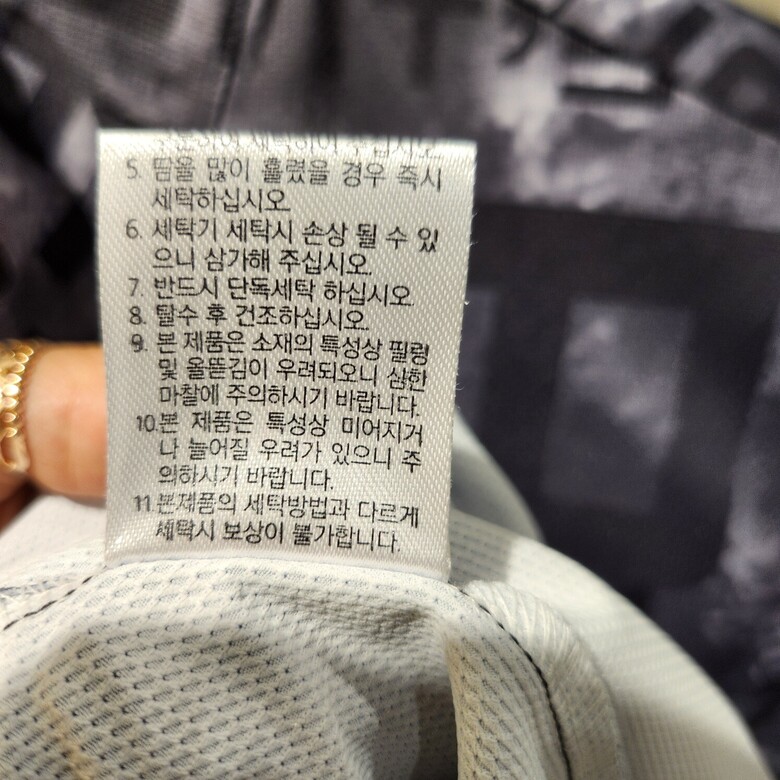 세탁하여 주십시오
5. 땀을 많이 흘렸을 경우 즉시
세탁하십시오.
6. 세탁기 세탁시 손상 될 수 있
으니 삼가해 주십시오.
7. 반드시 단독세탁 하십시오.
8. 탈수 후 건조하십시오.
9. 본 제품은 소재의 특성상 필링
및 올뜯김이 우려되오니 심한
마찰에 주의하시기 바랍니다.
10.본 제품은 특성상 미어지거
나 늘어질 우려가 있으니 주
의하시기 바랍니다.
11.본제품의 세탁방법과 다르게
세탁시 보상이 불가합니다.